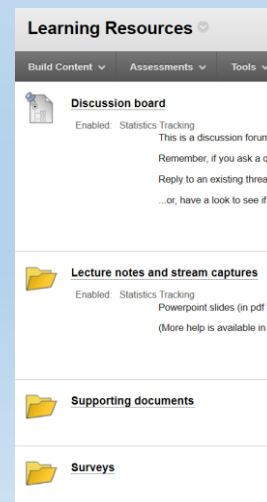 Learning Resources
Build Content Assessments Tools
Discussion board
Enabled: Statistics Tracking
This is a discussion forum
Remember, if you ask a
Reply to an existing
...or, have a look to see if
Lecture notes and stream captures
Enabled: Statistics Tracking
Powerpoint slides (in pdf
(More help is available in
Supporting documents
Surveys